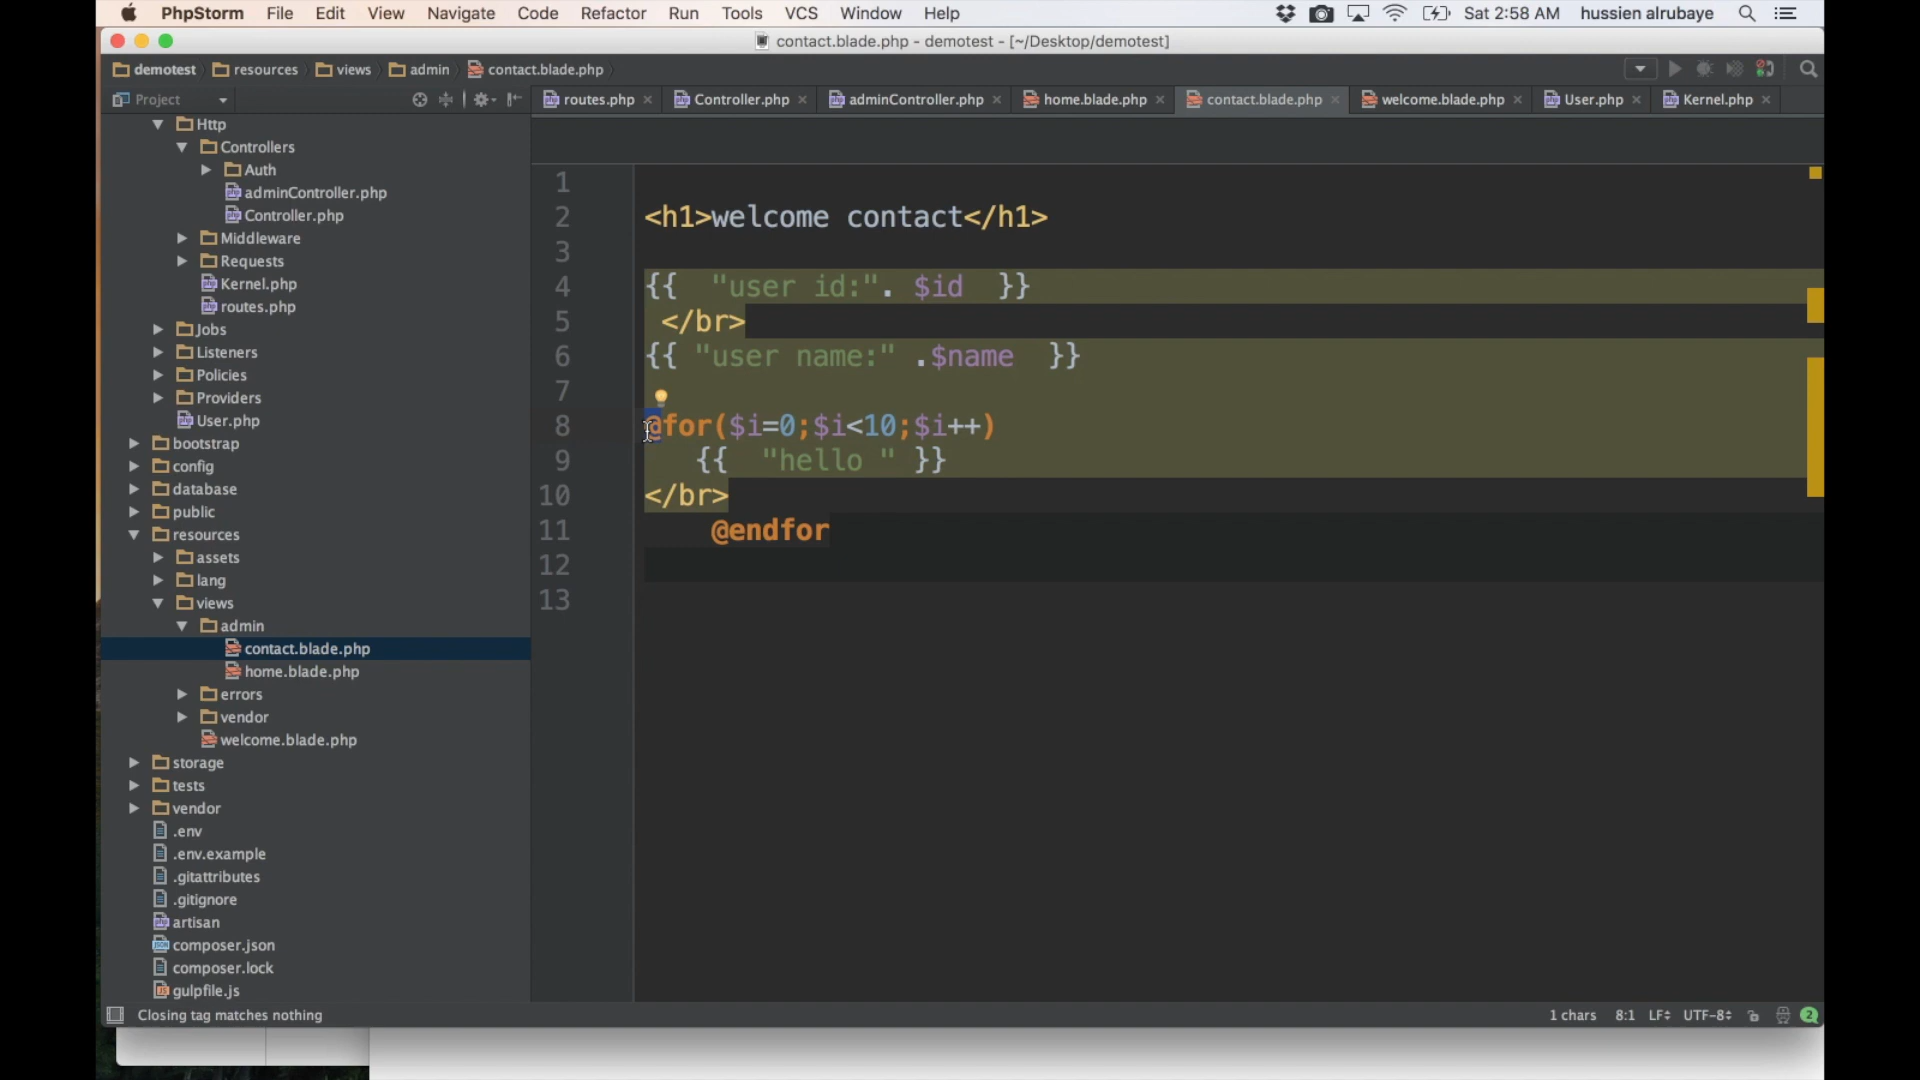 PhpStorm File Edit View Navigate Code Refactor Run Tools VCS Window Help Sat 2:58 AM hussien alrubaye
contact.blade.php - demotest - [~/Desktop/demotest]
demotest resources views admin contact.blade.php
Project routes.php Controller.php adminController.php home.blade.php contact.blade.php welcome.blade.php User.php Kernel.php
Http
Controllers
Auth
adminController.php
Controller.php
Middleware
Requests
Kernel.php
routes.php
Jobs
Listeners
Policies
Providers
User.php
bootstrap
config
database
public
resources
assets
lang
views
admin
contact.blade.php
home.blade.php
errors
vendor
welcome.blade.php
storage
tests
vendor
.env
.env.example
.gitattributes
.gitignore
artisan
composer.json
composer.lock
gulpfile.js
1
2 <h1>welcome contact</h1>
3
4 {{  "user id:". $id  }}
5 </br>
6 {{ "user name:" .$name  }}
7
8 @for($i=0;$i<10;$i++)
9 {{  "hello " }}
10 </br>
11 @endfor
12
13
Closing tag matches nothing 1 chars 8:1 LF UTF-8 2